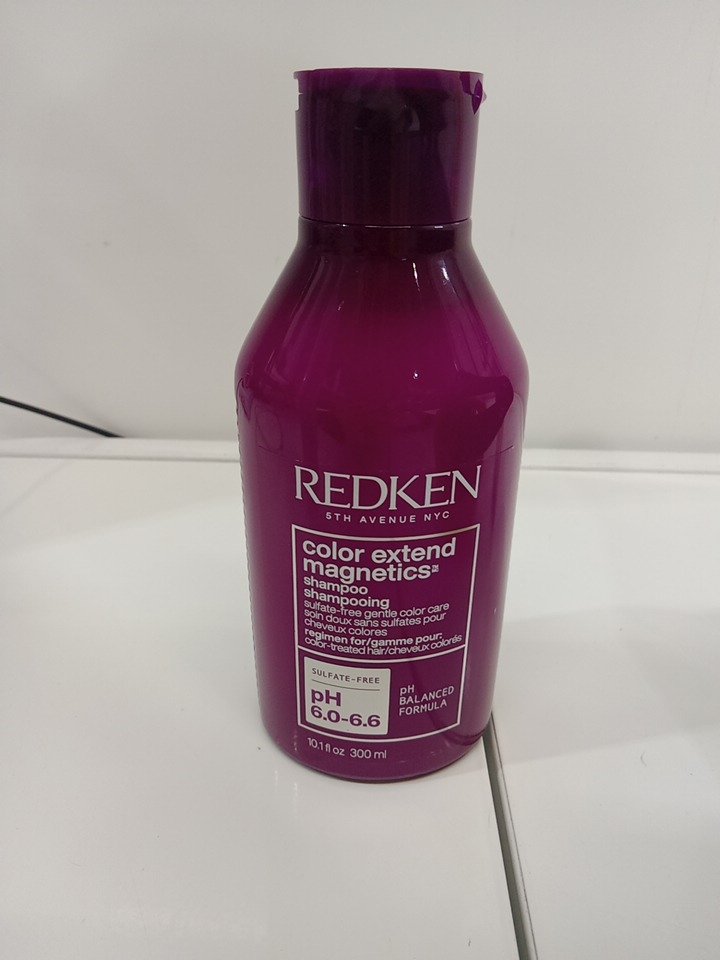 REDKEN
5TH AVENUE NYC
color extend
magnetics
shampoo
shampooing
sulfate-free gentle color care
soin doux sans sulfates pour
cheveux colores
regimen for/gamme pour:
color-treated hair/cheveux colorés
SULFATE-FREE
pH
6.0-6.6
pH
BALANCED
FORMULA
10.1 fl oz 300 ml